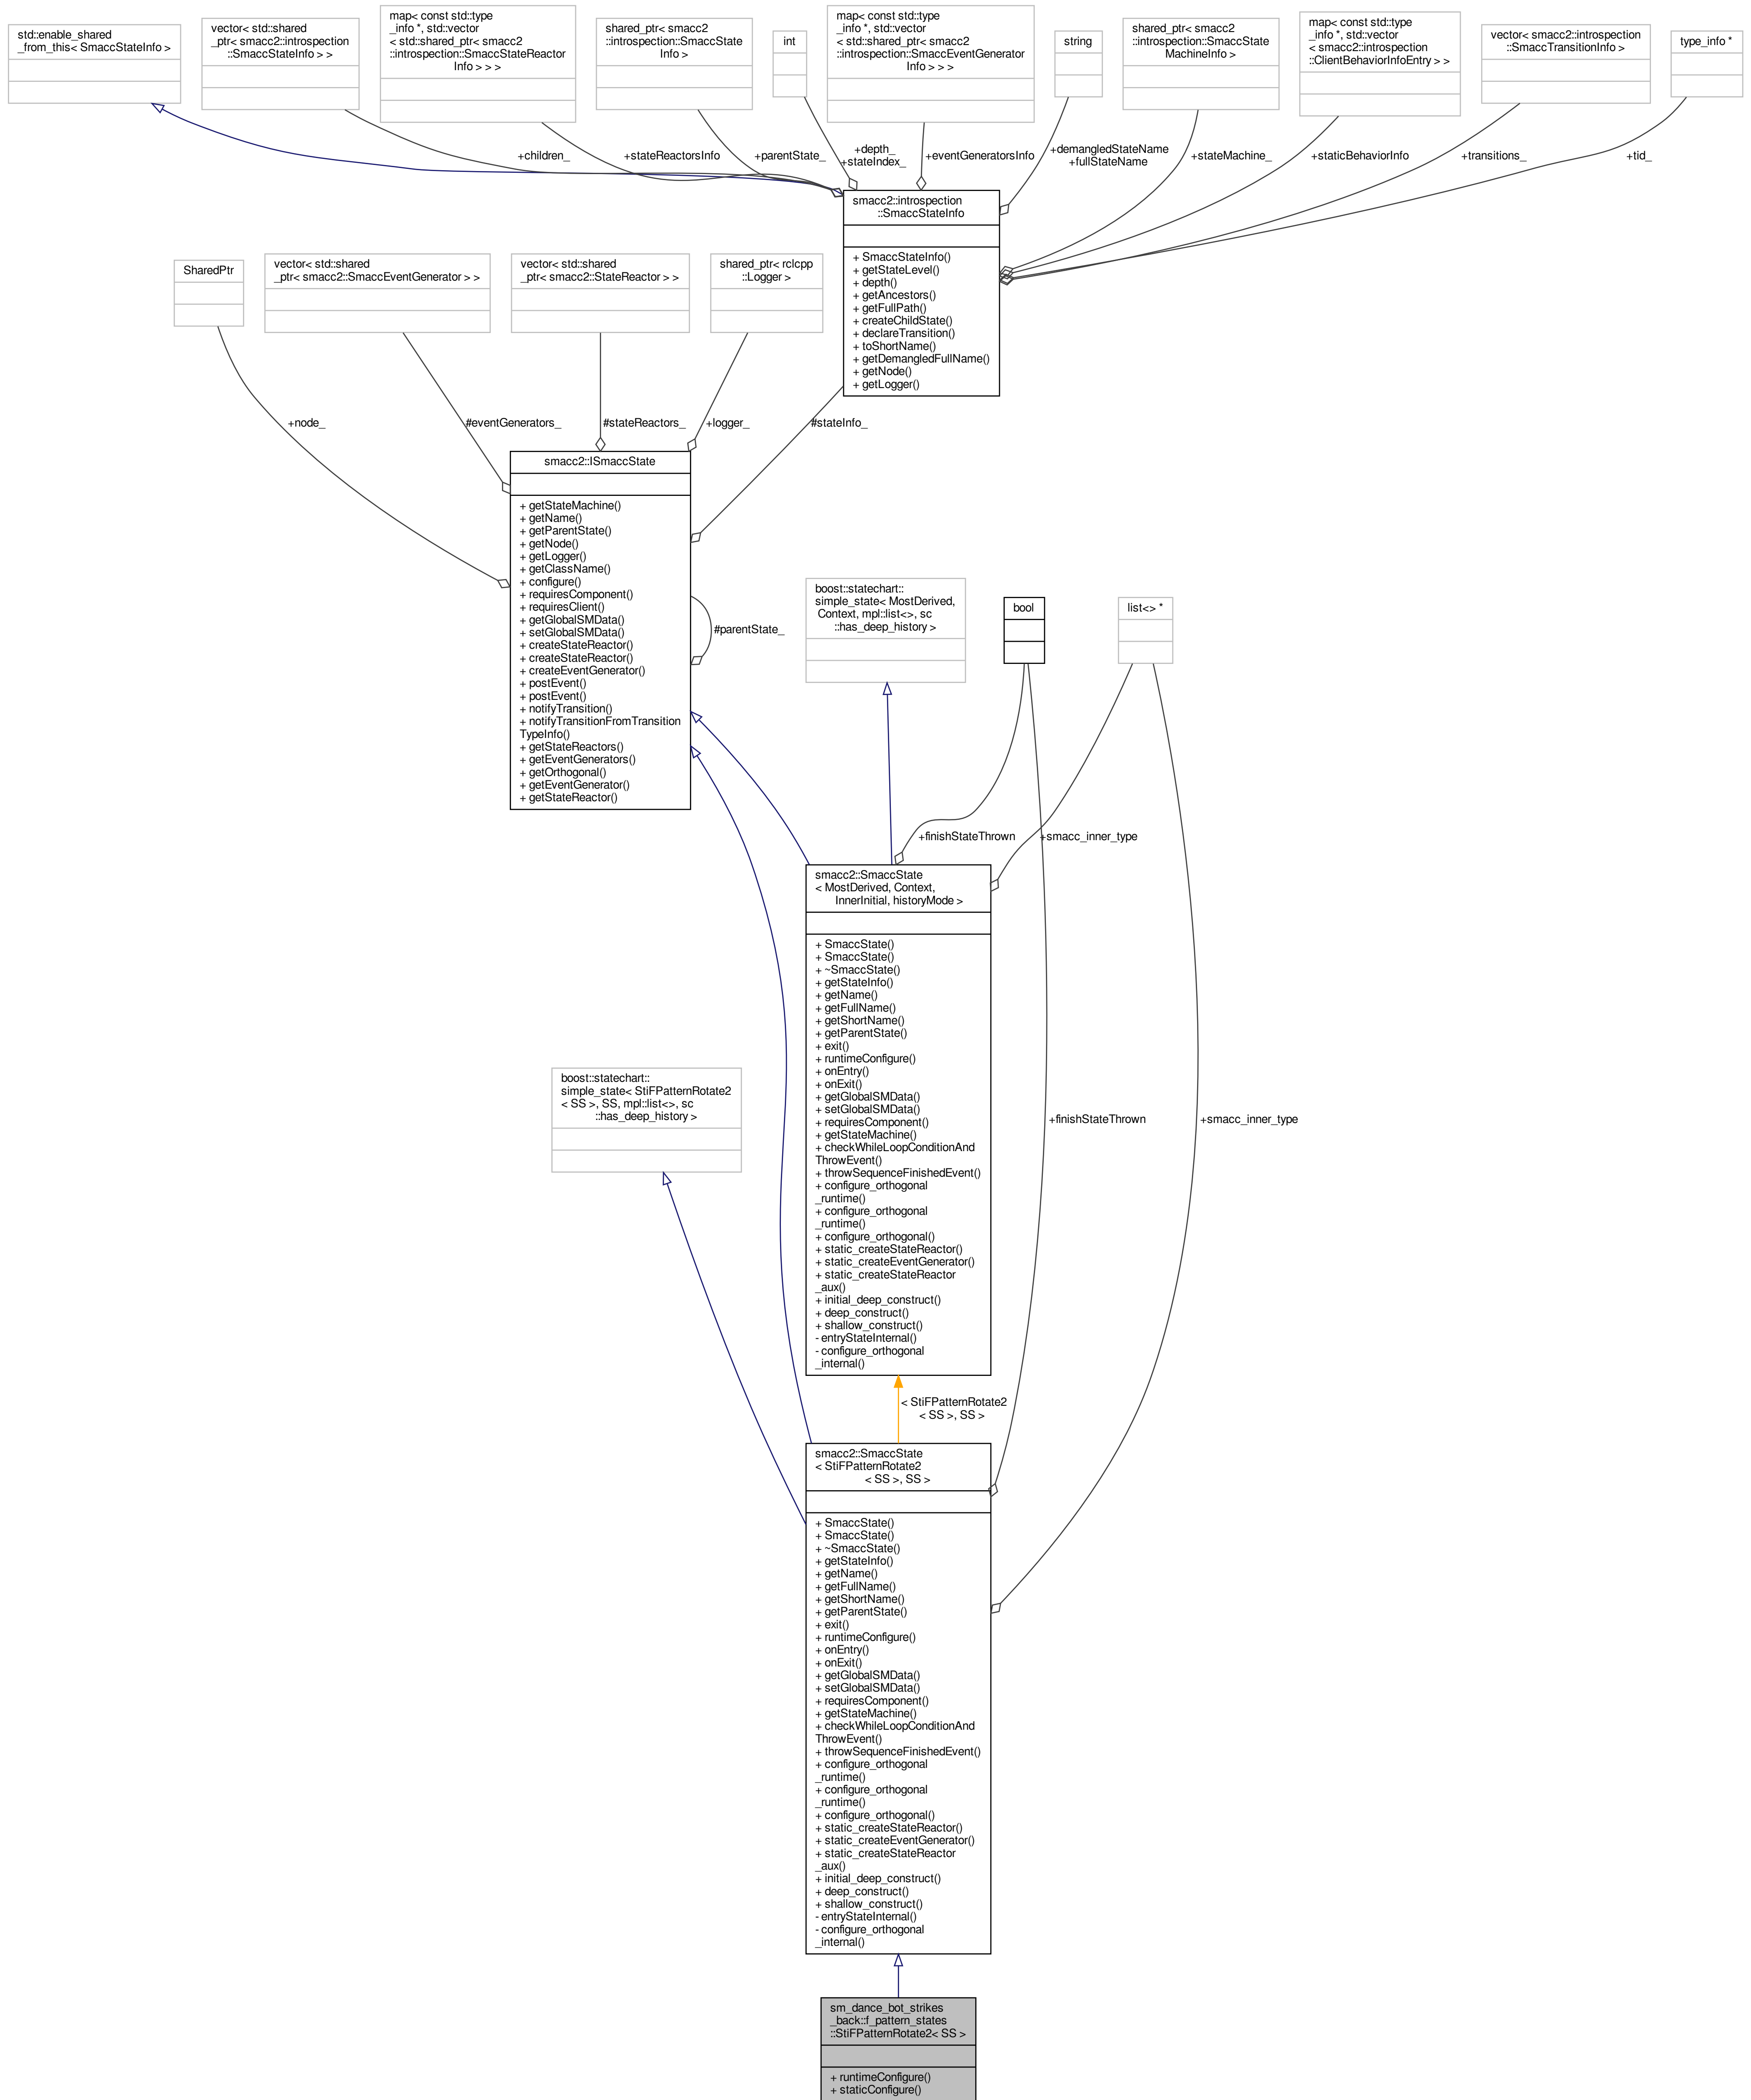 std::enable_shared
_from_this< SmaccStateInfo >
vector< std::shared
_ptr< smacc2::introspection
::SmaccStateInfo > >
map< const std::type
_info *, std::vector
< std::shared_ptr< smacc2
::introspection::SmaccStateReactor
Info > > >
shared_ptr< smacc2
::introspection::SmaccState
Info >
int
map< const std::type
_info *, std::vector
< std::shared_ptr< smacc2
::introspection::SmaccEventGenerator
Info > > >
string
shared_ptr< smacc2
::introspection::SmaccState
MachineInfo >
map< const std::type
_info *, std::vector
< smacc2::introspection
::ClientBehaviorInfoEntry > >
vector< smacc2::introspection
::SmaccTransitionInfo >
type_info *
+children_
+stateReactorsInfo
+parentState_
+depth_
+stateIndex_
+eventGeneratorsInfo
+demangledStateName
+fullStateName
+stateMachine_
+staticBehaviorInfo
+transitions_
+tid_
smacc2::introspection
::SmaccStateInfo
+ SmaccStateInfo()
+ getStateLevel()
+ depth()
+ getAncestors()
+ getFullPath()
+ createChildState()
+ declareTransition()
+ toShortName()
+ getDemangledFullName()
+ getNode()
+ getLogger()
SharedPtr
vector< std::shared
_ptr< smacc2::SmaccEventGenerator > >
vector< std::shared
_ptr< smacc2::StateReactor > >
shared_ptr< rclcpp
::Logger >
+node_
#eventGenerators_
#stateReactors_
+logger_
#stateInfo_
smacc2::ISmaccState
+ getStateMachine()
+ getName()
+ getParentState()
+ getNode()
+ getLogger()
+ getClassName()
+ configure()
+ requiresComponent()
+ requiresClient()
+ getGlobalSMData()
+ setGlobalSMData()
+ createStateReactor()
+ createStateReactor()
+ createEventGenerator()
+ postEvent()
+ postEvent()
+ notifyTransition()
+ notifyTransitionFromTransition
TypeInfo()
+ getStateReactors()
+ getEventGenerators()
+ getOrthogonal()
+ getEventGenerator()
+ getStateReactor()
#parentState_
boost::statechart::
simple_state< MostDerived,
Context, mpl::list<>, sc
::has_deep_history >
bool
list<> *
+finishStateThrown
+smacc_inner_type
smacc2::SmaccState
< MostDerived, Context,
InnerInitial, historyMode >
+ SmaccState()
+ SmaccState()
+ ~SmaccState()
+ getStateInfo()
+ getName()
+ getFullName()
+ getShortName()
+ getParentState()
+ exit()
+ runtimeConfigure()
+ onEntry()
+ onExit()
+ getGlobalSMData()
+ setGlobalSMData()
+ requiresComponent()
+ getStateMachine()
+ checkWhileLoopConditionAnd
ThrowEvent()
+ throwSequenceFinishedEvent()
+ configure_orthogonal
_runtime()
+ configure_orthogonal
_runtime()
+ configure_orthogonal()
+ static_createStateReactor()
+ static_createEventGenerator()
+ static_createStateReactor
_aux()
+ initial_deep_construct()
+ deep_construct()
+ shallow_construct()
- entryStateInternal()
- configure_orthogonal
_internal()
boost::statechart::
simple_state< StiFPatternRotate2
< SS >, SS, mpl::list<>, sc
::has_deep_history >
+finishStateThrown
+smacc_inner_type
< StiFPatternRotate2
< SS >, SS >
smacc2::SmaccState
< StiFPatternRotate2
< SS >, SS >
+ SmaccState()
+ SmaccState()
+ ~SmaccState()
+ getStateInfo()
+ getName()
+ getFullName()
+ getShortName()
+ getParentState()
+ exit()
+ runtimeConfigure()
+ onEntry()
+ onExit()
+ getGlobalSMData()
+ setGlobalSMData()
+ requiresComponent()
+ getStateMachine()
+ checkWhileLoopConditionAnd
ThrowEvent()
+ throwSequenceFinishedEvent()
+ configure_orthogonal
_runtime()
+ configure_orthogonal
_runtime()
+ configure_orthogonal()
+ static_createStateReactor()
+ static_createEventGenerator()
+ static_createStateReactor
_aux()
+ initial_deep_construct()
+ deep_construct()
+ shallow_construct()
- entryStateInternal()
- configure_orthogonal
_internal()
sm_dance_bot_strikes
_back::f_pattern_states
::StiFPatternRotate2< SS >
+ runtimeConfigure()
+ staticConfigure()